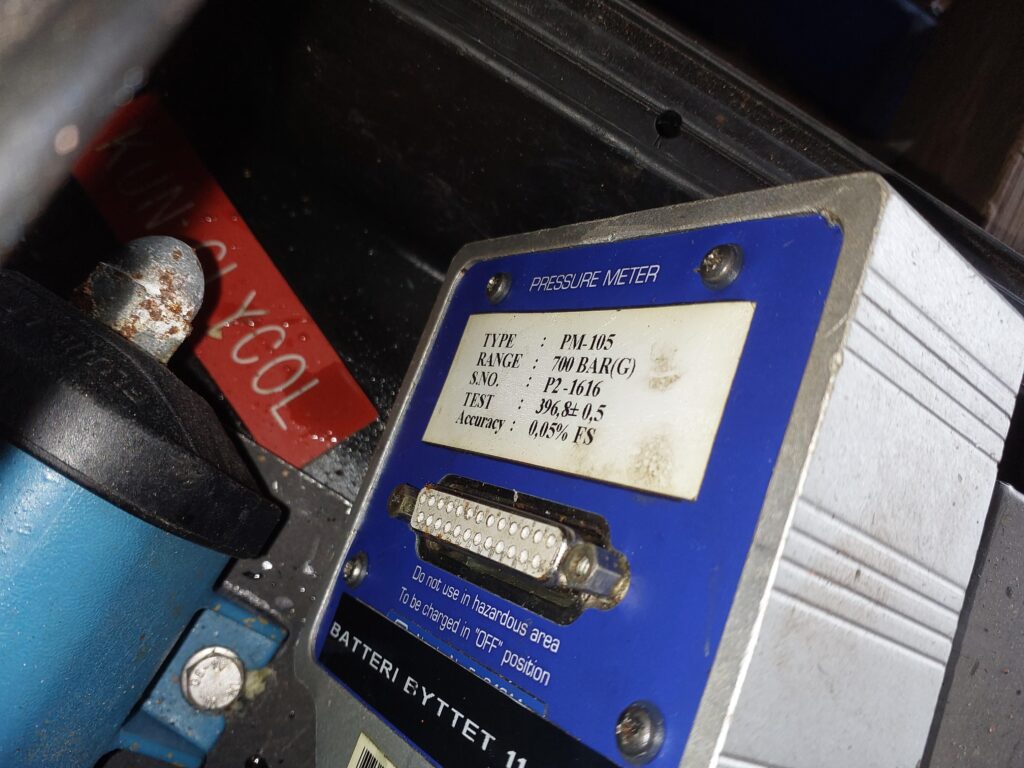 KUN GLYCOL
PRESSURE METER
TYPE : PM-105
RANGE : 700 BAR(G)
S.NO. : P2-1616
TEST : 396,8± 0,5
Accuracy : 0,05% FS
Do not use in hazardous area
To be charged in "OFF" position
BATTERI BYTTET 11